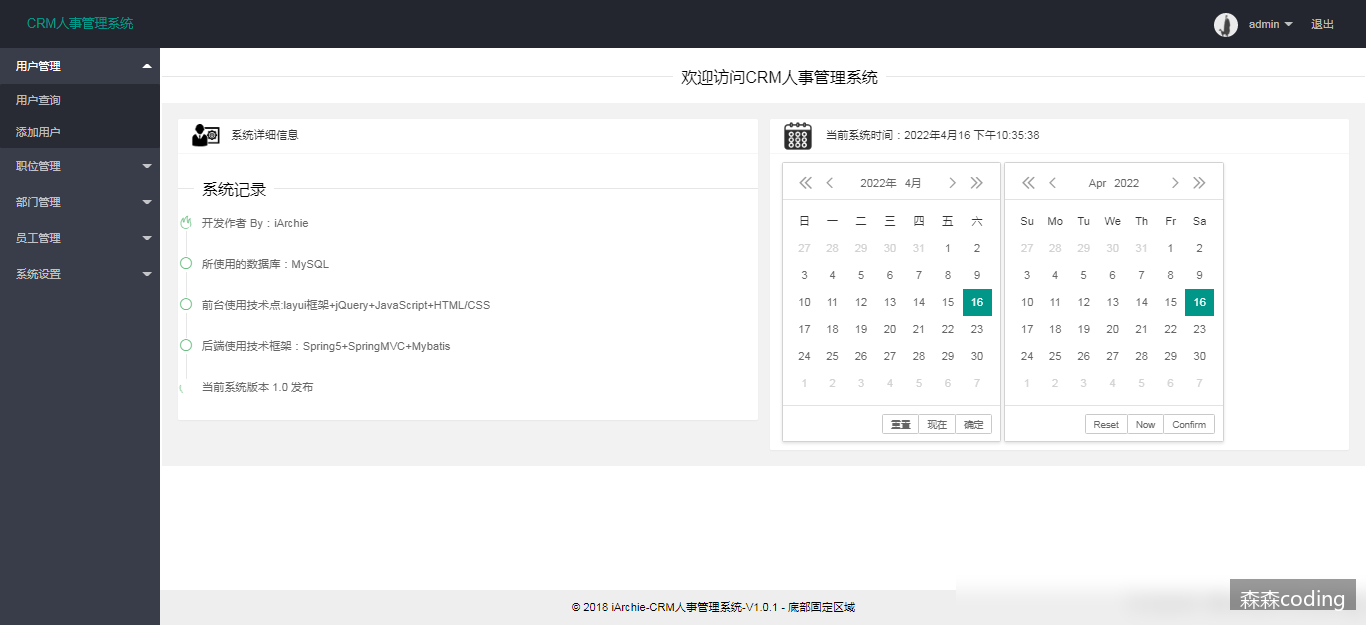 CRM人事管理系统
admin 退出
用户管理
用户查询
添加用户
职位管理
部门管理
员工管理
系统设置
欢迎访问CRM人事管理系统
系统详细信息
系统记录
开发作者 By：iArchie
所使用的数据库：MySQL
前台使用技术点:layui框架+jQuery+JavaScript+HTML/CSS
后端使用技术框架：Spring5+SpringMVC+Mybatis
当前系统版本 1.0 发布
当前系统时间：2022年4月16 下午10:35:38
2022年 4月
日 一 二 三 四 五 六
27 28 29 30 31 1 2
3 4 5 6 7 8 9
10 11 12 13 14 15 16
17 18 19 20 21 22 23
24 25 26 27 28 29 30
1 2 3 4 5 6 7
重置 现在 确定
Apr 2022
Su Mo Tu We Th Fr Sa
27 28 29 30 31 1 2
3 4 5 6 7 8 9
10 11 12 13 14 15 16
17 18 19 20 21 22 23
24 25 26 27 28 29 30
1 2 3 4 5 6 7
Reset Now Confirm
© 2018 iArchie-CRM人事管理系统-V1.0.1 - 底部固定区域
森森coding